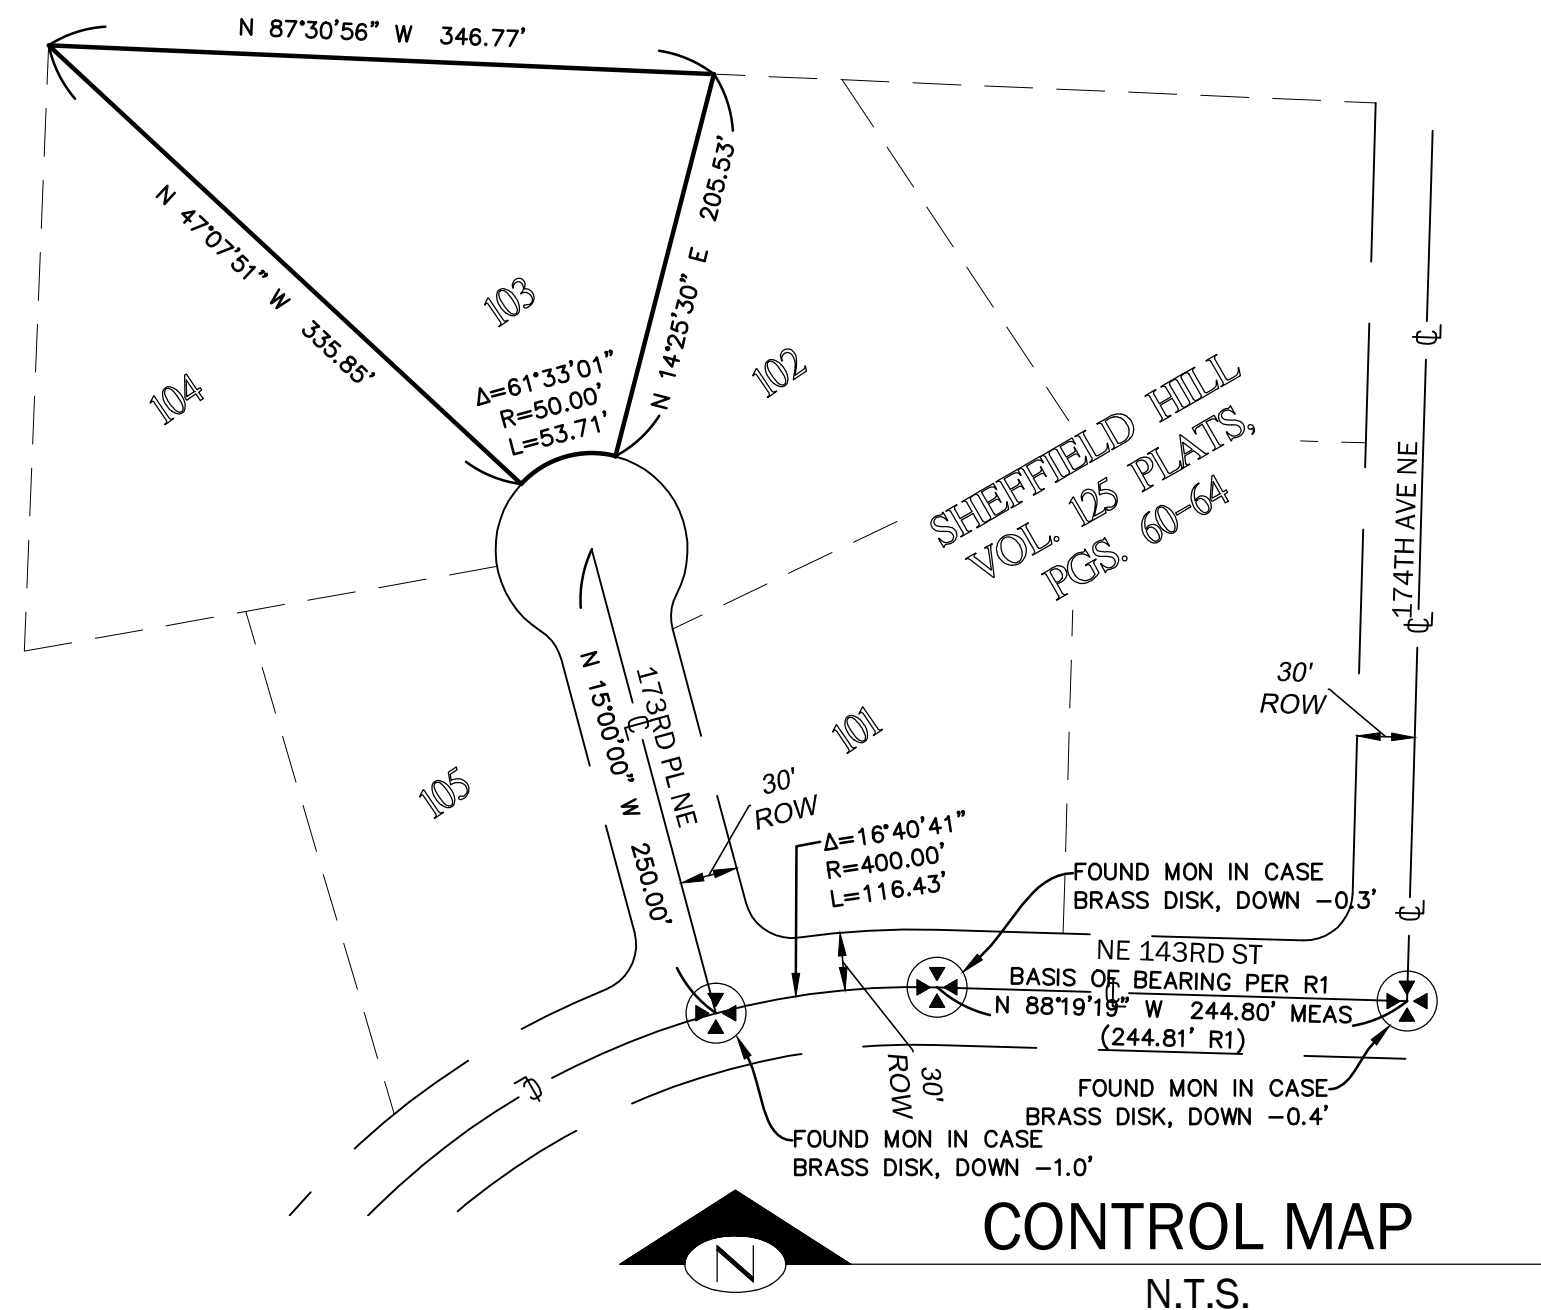 N 87°30'56" W 346.77'
N 47°07'51" W 335.85'
N 14°25'30" E 205.53'
103
Δ=61°33'01"
R=50.00'
L=53.71'
104
102
SHEFFIELD HILL
VOL. 125 PLATS,
PGS. 60-64
174TH AVE NE
℄
℄
℄
30'
ROW
N 15°00'00" W 250.00'
173RD PL NE
℄
101
105
30'
ROW
Δ=16°40'41"
R=400.00'
L=116.43'
FOUND MON IN CASE
BRASS DISK, DOWN -0.3'
NE 143RD ST
BASIS OF BEARING PER R1
℄
N 88°19'19" W 244.80' MEAS
(244.81' R1)
30'
ROW
℄
FOUND MON IN CASE
BRASS DISK, DOWN -0.4'
FOUND MON IN CASE
BRASS DISK, DOWN -1.0'
N
CONTROL MAP
N.T.S.